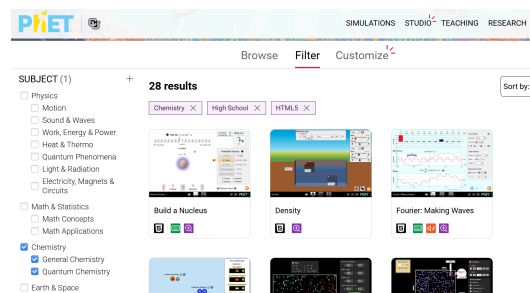 PhET
SIMULATIONS STUDIO TEACHING RESEARCH
Browse Filter Customize
SUBJECT (1) +
Physics
Motion
Sound & Waves
Work, Energy & Power
Heat & Thermo
Quantum Phenomena
Light & Radiation
Electricity, Magnets &
Circuits
Math & Statistics
Math Concepts
Math Applications
Chemistry
General Chemistry
Quantum Chemistry
Earth & Space
28 results
Sort by:
Chemistry × High School × HTML5 ×
Build a Nucleus
Density
Fourier: Making Waves